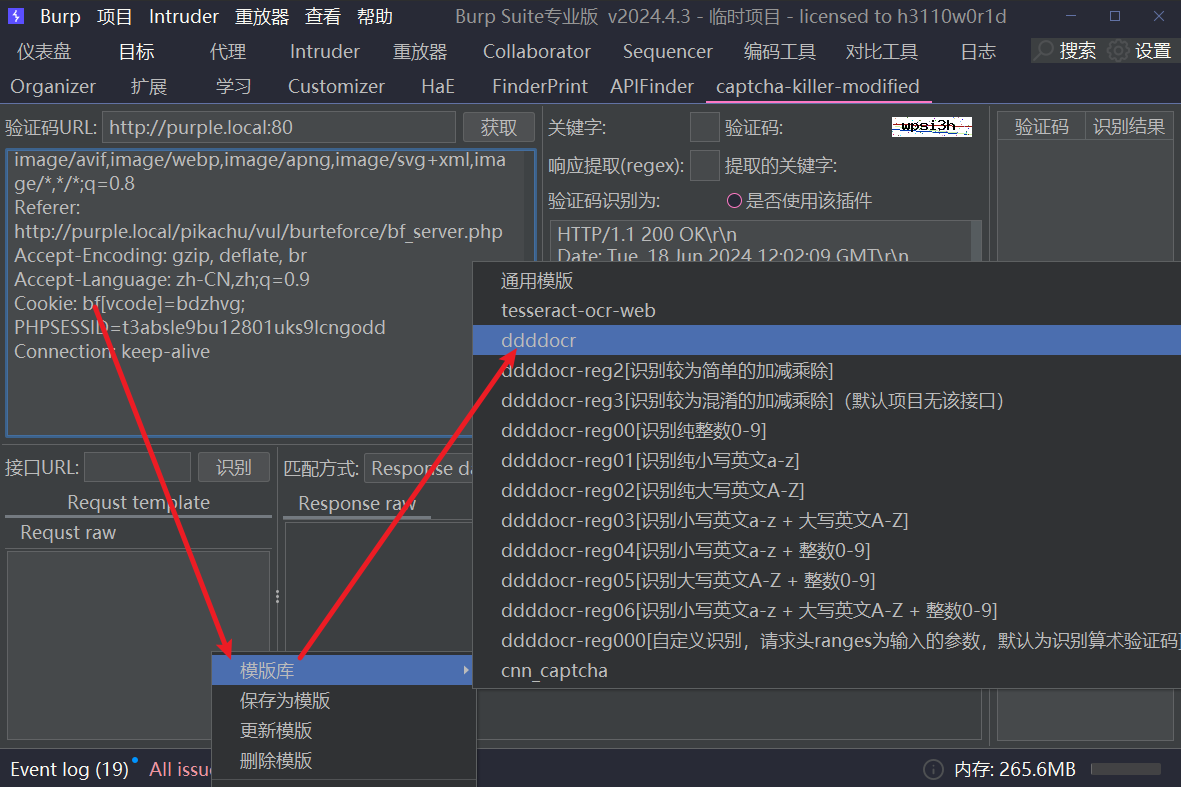 Burp 项目 Intruder 重放器 查看 帮助 Burp Suite专业版 v2024.4.3 - 临时项目 - licensed to h3110w0r1d
仪表盘 目标 代理 Intruder 重放器 Collaborator Sequencer 编码工具 对比工具 日志 搜索 设置
Organizer 扩展 学习 Customizer HaE FinderPrint APIFinder captcha-killer-modified
验证码URL: http://purple.local:80 获取
image/avif,image/webp,image/apng,image/svg+xml,ima
ge/*,*/*;q=0.8
Referer:
http://purple.local/pikachu/vul/burteforce/bf_server.php
Accept-Encoding: gzip, deflate, br
Accept-Language: zh-CN,zh;q=0.9
Cookie: bf[vcode]=bdzhvg;
PHPSESSID=t3absle9bu12801uks9lcngodd
Connection: keep-alive
关键字: 验证码: wpsi3h
响应提取(regex): 提取的关键字:
验证码识别为: 是否使用该插件
HTTP/1.1 200 OK\r\n
Date: Tue, 18 Jun 2024 12:02:09 GMT\r\n
验证码 识别结果
接口URL: 识别 匹配方式: Response da
Requst template
Requst raw
Response raw
模版库
保存为模版
更新模版
删除模版
通用模版
tesseract-ocr-web
ddddocr
ddddocr-reg2[识别较为简单的加减乘除]
ddddocr-reg3[识别较为混淆的加减乘除]（默认项目无该接口）
ddddocr-reg00[识别纯整数0-9]
ddddocr-reg01[识别纯小写英文a-z]
ddddocr-reg02[识别纯大写英文A-Z]
ddddocr-reg03[识别小写英文a-z + 大写英文A-Z]
ddddocr-reg04[识别小写英文a-z + 整数0-9]
ddddocr-reg05[识别大写英文A-Z + 整数0-9]
ddddocr-reg06[识别小写英文a-z + 大写英文A-Z + 整数0-9]
ddddocr-reg000[自定义识别，请求头ranges为输入的参数，默认为识别算术验证码]
cnn_captcha
Event log (19) All issu 内存: 265.6MB